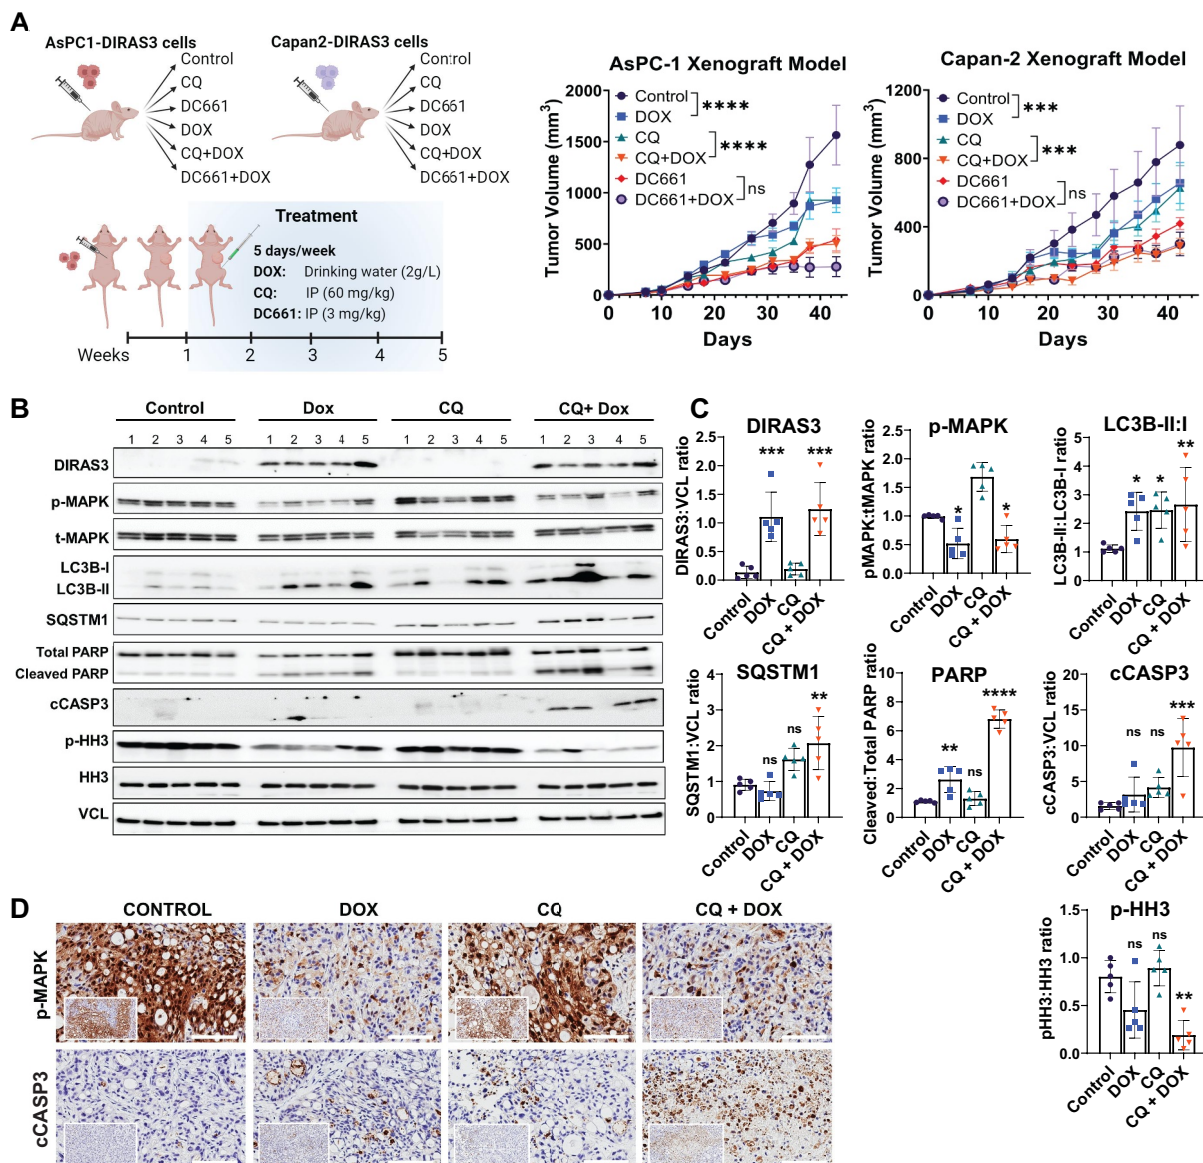 A
AsPC1-DIRAS3 cells
Control
CQ
DC661
DOX
CQ+DOX
DC661+DOX
Capan2-DIRAS3 cells
Control
CQ
DC661
DOX
CQ+DOX
DC661+DOX
Treatment
5 days/week
DOX: Drinking water (2g/L)
CQ: IP (60 mg/kg)
DC661: IP (3 mg/kg)
Weeks 1 2 3 4 5
AsPC-1 Xenograft Model
Tumor Volume (mm3)
2000
1500
1000
500
0
Control
DOX
CQ
CQ+DOX
DC661
DC661+DOX
****
****
ns
0 10 20 30 40
Days
Capan-2 Xenograft Model
Tumor Volume (mm3)
1200
800
400
0
Control
DOX
CQ
CQ+DOX
DC661
DC661+DOX
***
***
ns
0 10 20 30 40
Days
B
Control Dox CQ CQ+ Dox
1 2 3 4 5 1 2 3 4 5 1 2 3 4 5 1 2 3 4 5
DIRAS3
p-MAPK
t-MAPK
LC3B-I
LC3B-II
SQSTM1
Total PARP
Cleaved PARP
cCASP3
p-HH3
HH3
VCL
C
DIRAS3
DIRAS3:VCL ratio
2.5
2.0
1.5
1.0
0.5
0.0
*** ***
Control
DOX
CQ
CQ + DOX
p-MAPK
pMAPK:tMAPK ratio
2.5
2.0
1.5
1.0
0.5
0.0
* *
Control
DOX
CQ
CQ + DOX
LC3B-II:I
LC3B-II:LC3B-I ratio
5
4
3
2
1
0
* * **
Control
DOX
CQ
CQ + DOX
SQSTM1
SQSTM1:VCL ratio
4
3
2
1
0
ns ns **
Control
DOX
CQ
CQ + DOX
PARP
Cleaved:Total PARP ratio
10
8
6
4
2
0
** ns ****
Control
DOX
CQ
CQ + DOX
cCASP3
cCASP3:VCL ratio
20
15
10
5
0
ns ns ***
Control
DOX
CQ
CQ + DOX
p-HH3
pHH3:HH3 ratio
1.5
1.0
0.5
0.0
ns ns **
Control
DOX
CQ
CQ + DOX
D
CONTROL DOX CQ CQ + DOX
p-MAPK
cCASP3